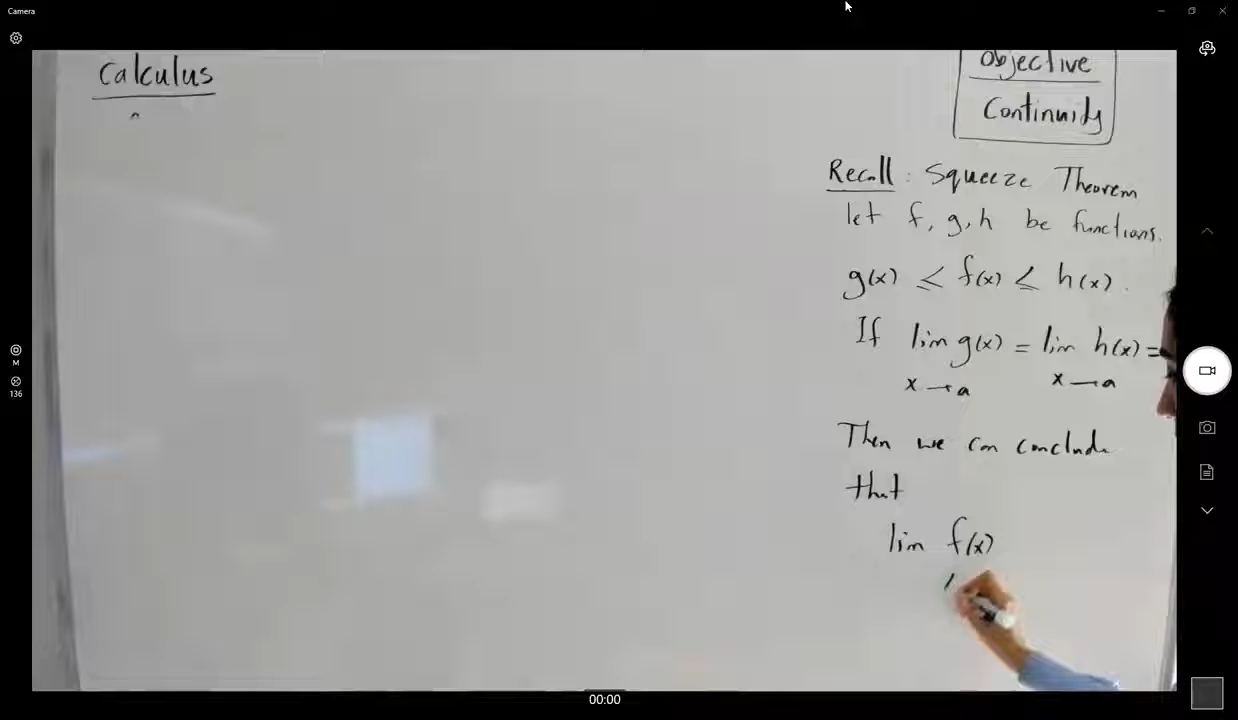 Camera
Calculus
Objective
Continuity
Recall: Squeeze Theorem
let f, g, h be functions.
g(x) ≤ f(x) ≤ h(x).
If lim g(x) = lim h(x) =
x→a x→a
Then we can conclude
that
lim f(x)
M
136
00:00